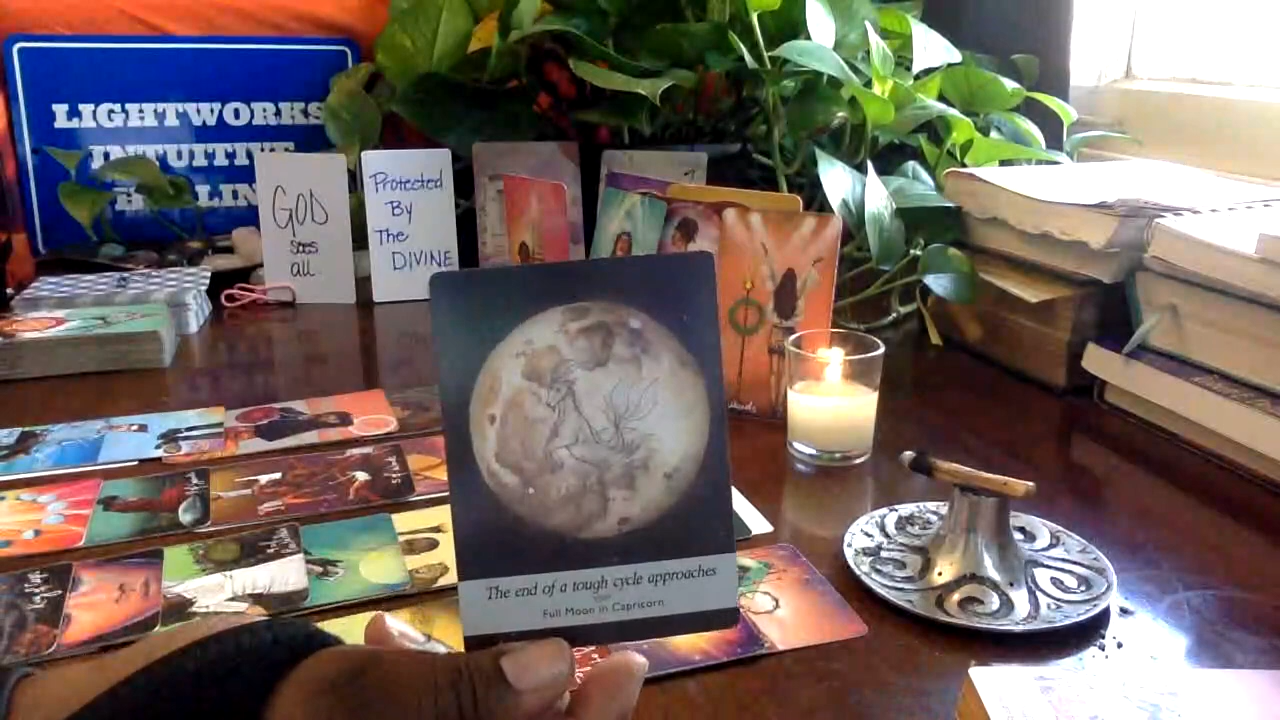 LIGHTWORKS
INTUITIVE
GOD
sees
all
Protected
By
The
DIVINE
The end of a tough cycle approaches
Full Moon in Capricorn